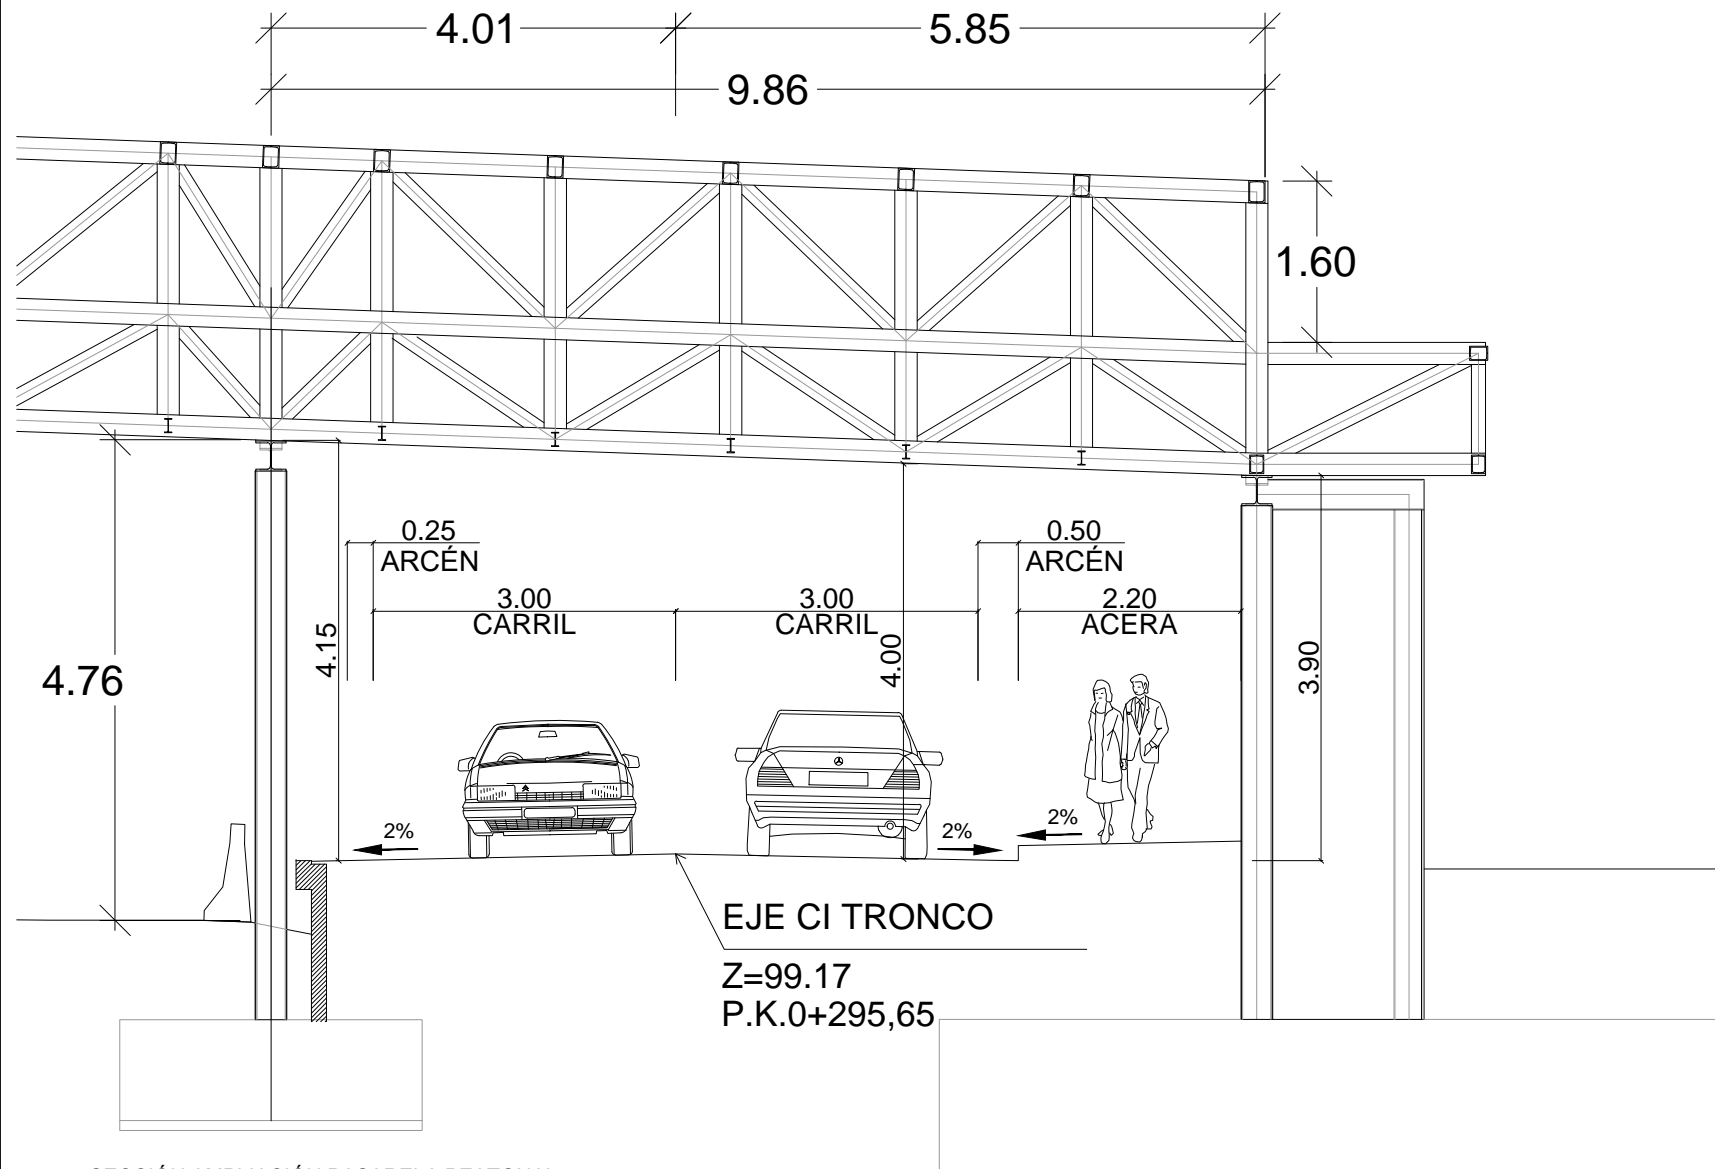 4.01
5.85
9.86
1.60
0.25
ARCÉN
0.50
ARCÉN
3.00
CARRIL
3.00
CARRIL
2.20
ACERA
4.15
4.00
3.90
4.76
2%
2%
2%
EJE CI TRONCO
Z=99.17
P.K.0+295,65